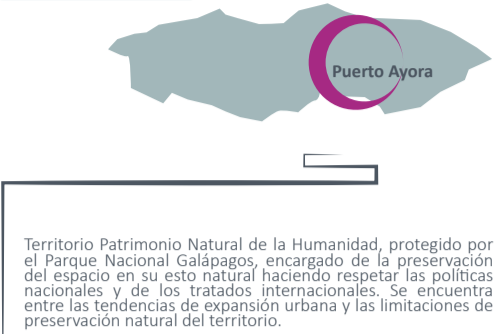 Puerto Ayora
Territorio Patrimonio Natural de la Humanidad, protegido por
el Parque Nacional Galápagos, encargado de la preservación
del espacio en su esto natural haciendo respetar las políticas
nacionales y de los tratados internacionales. Se encuentra
entre las tendencias de expansión urbana y las limitaciones de
preservación natural del territorio.